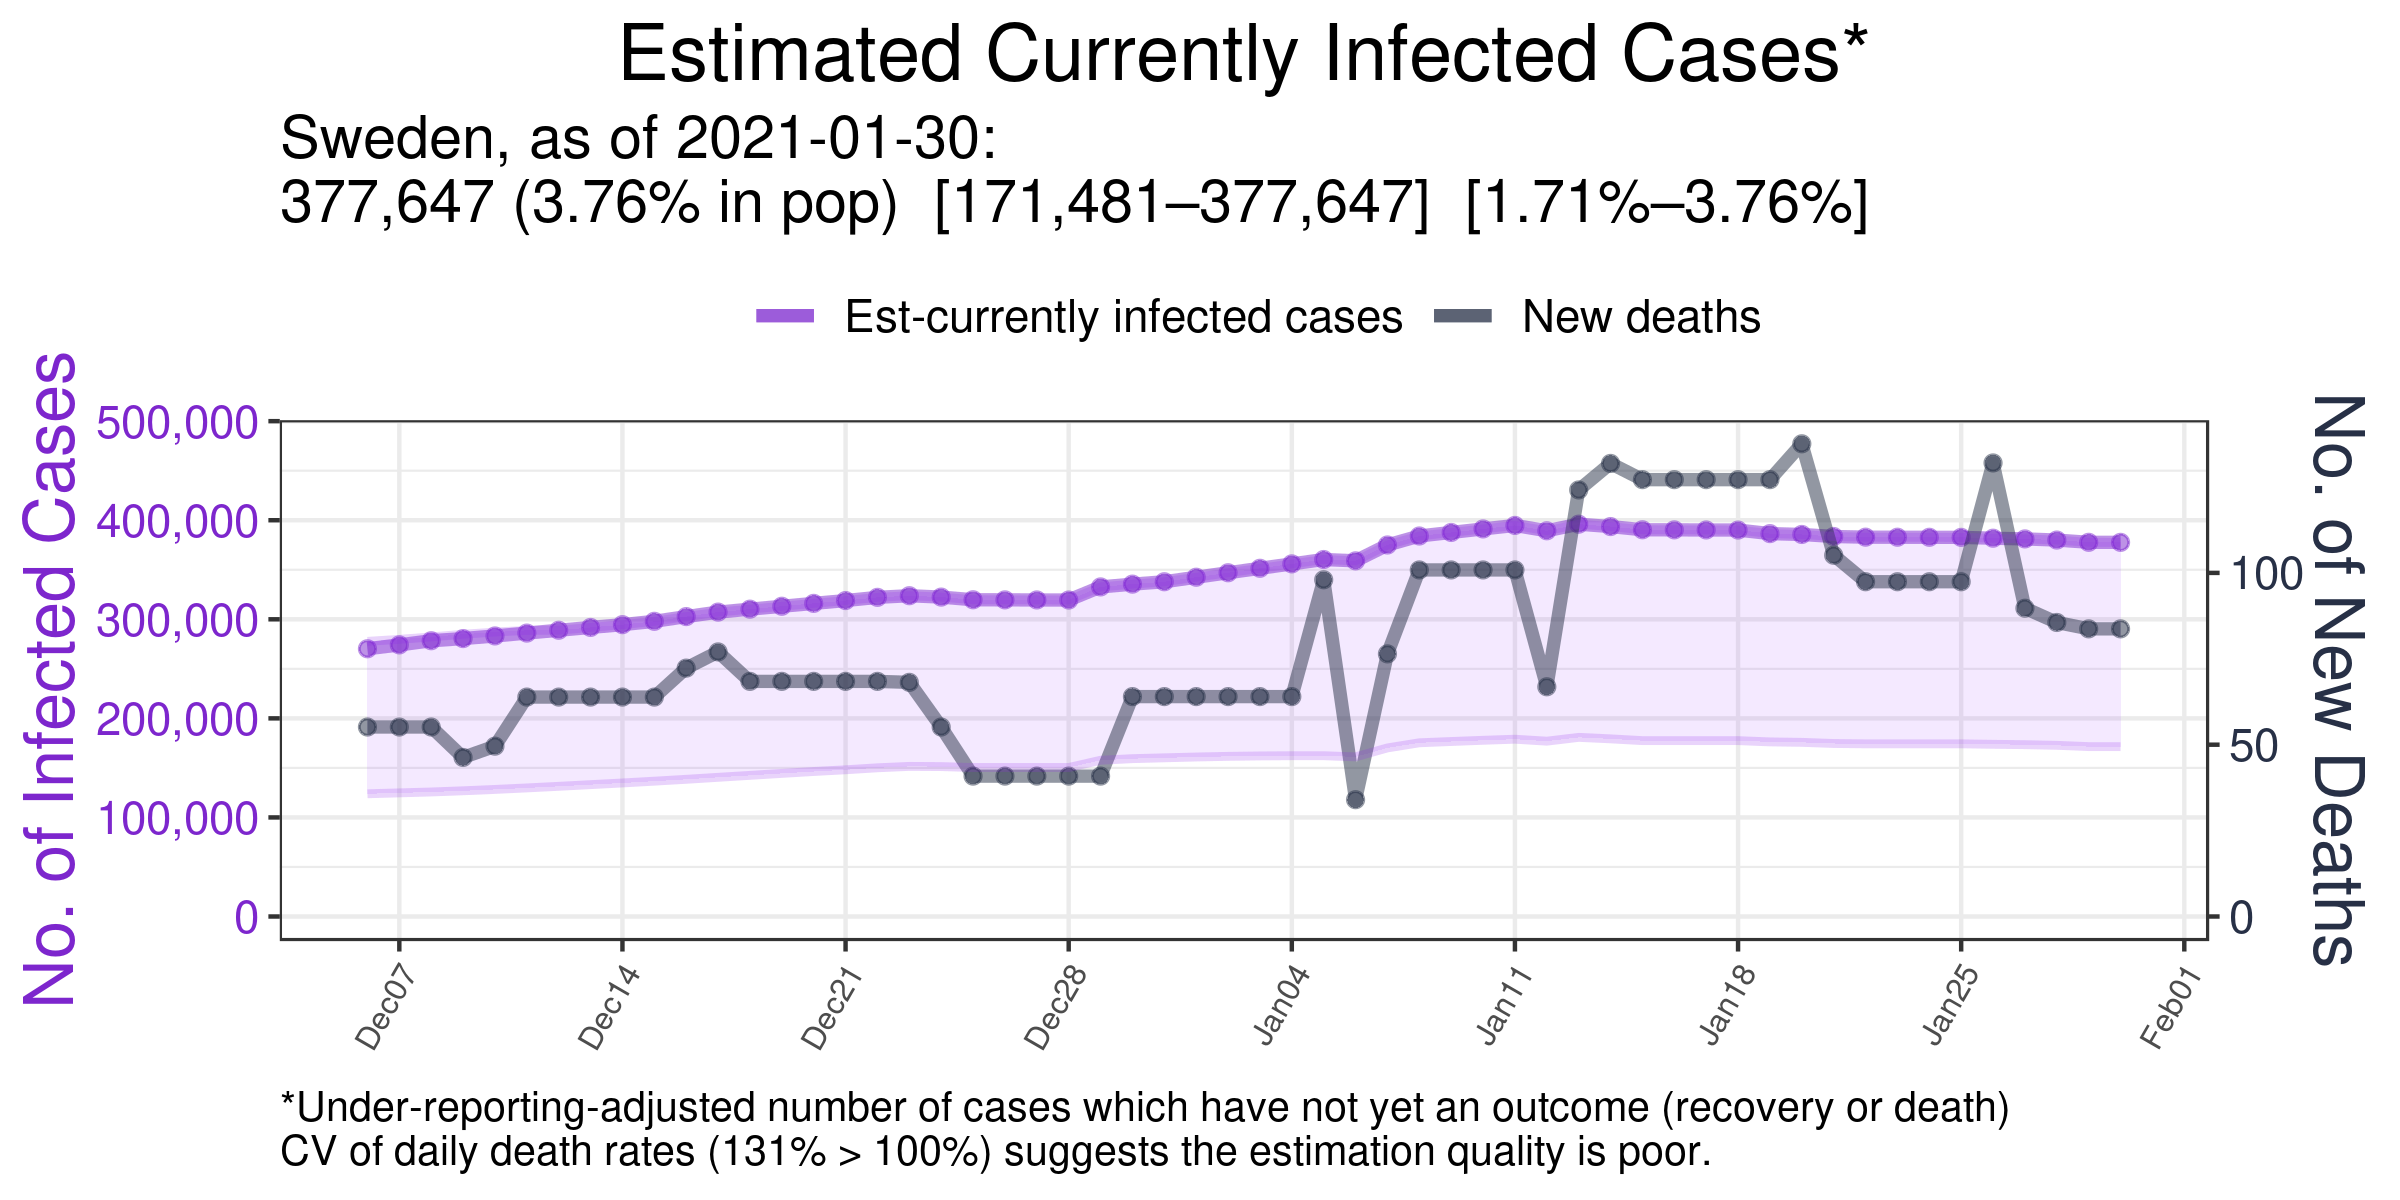 Estimated Currently Infected Cases*
Sweden, as of 2021-01-30:
377,647 (3.76% in pop)  [171,481–377,647]  [1.71%–3.76%]
Est-currently infected cases
New deaths
No. of Infected Cases
500,000
400,000
300,000
200,000
100,000
0
No. of New Deaths
100
50
0
Dec07
Dec14
Dec21
Dec28
Jan04
Jan11
Jan18
Jan25
Feb01
*Under-reporting-adjusted number of cases which have not yet an outcome (recovery or death)
CV of daily death rates (131% > 100%) suggests the estimation quality is poor.